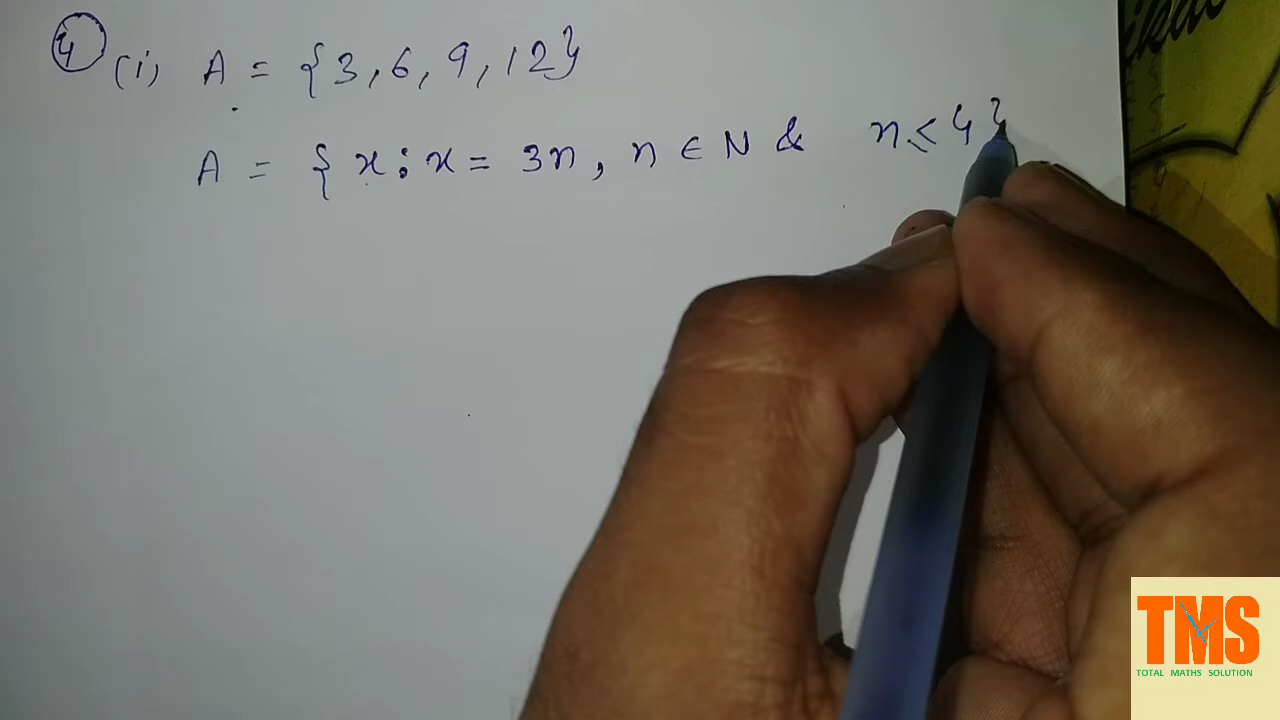 4 (i) A = {3, 6, 9, 12}
A = {x : x = 3n, n ∈ N & n ≤ 4}
TMS
TOTAL MATHS SOLUTION